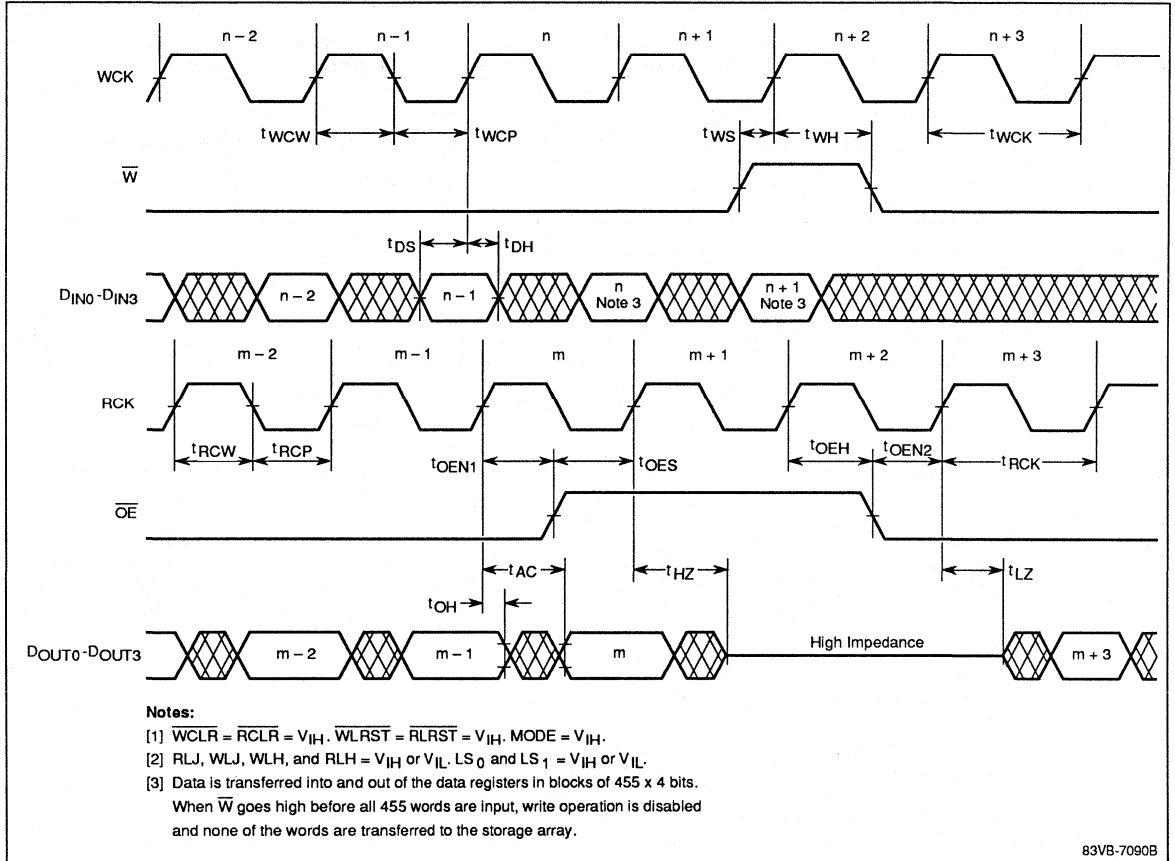 n – 2 n – 1 n n + 1 n + 2 n + 3
WCK
tWCW tWCP tWS tWH tWCK
W̅
tDS tDH
DIN0-DIN3 n – 2 n – 1 n Note 3 n + 1 Note 3
m – 2 m – 1 m m + 1 m + 2 m + 3
RCK
tRCW tRCP tOEN1 tOES tOEH tOEN2 tRCK
O̅E̅
tAC tHZ tLZ
tOH
DOUT0-DOUT3 m – 2 m – 1 m High Impedance m + 3
Notes:
[1] W̅C̅L̅R̅ = R̅C̅L̅R̅ = VIH. W̅L̅R̅S̅T̅ = R̅L̅R̅S̅T̅ = VIH. MODE = VIH.
[2] RLJ, WLJ, WLH, and RLH = VIH or VIL. LS0 and LS1 = VIH or VIL.
[3] Data is transferred into and out of the data registers in blocks of 455 x 4 bits.
When W̅ goes high before all 455 words are input, write operation is disabled
and none of the words are transferred to the storage array.
83VB-7090B